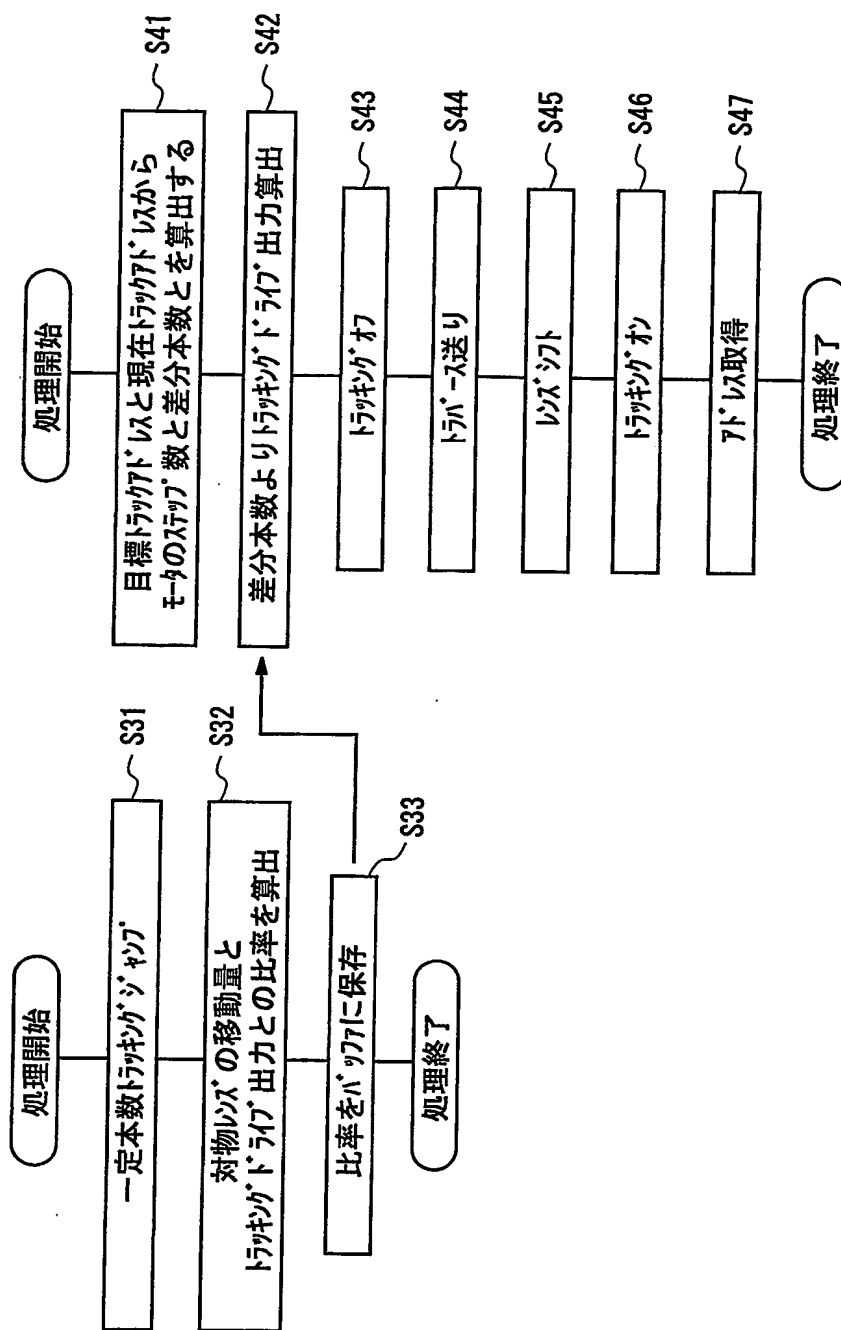 処理開始
一定本数トラッキングジャンプ
S31
対物レンズの移動量と
トラッキングドライブ出力との比率を算出
S32
比率をバッファに保存
S33
処理終了
処理開始
目標トラックアドレスと現在トラックアドレスから
モータのステップ数と差分本数とを算出する
S41
差分本数よりトラッキングドライブ出力算出
S42
トラッキングオフ
S43
トラバース送り
S44
レンズシフト
S45
トラッキングオン
S46
アドレス取得
S47
処理終了